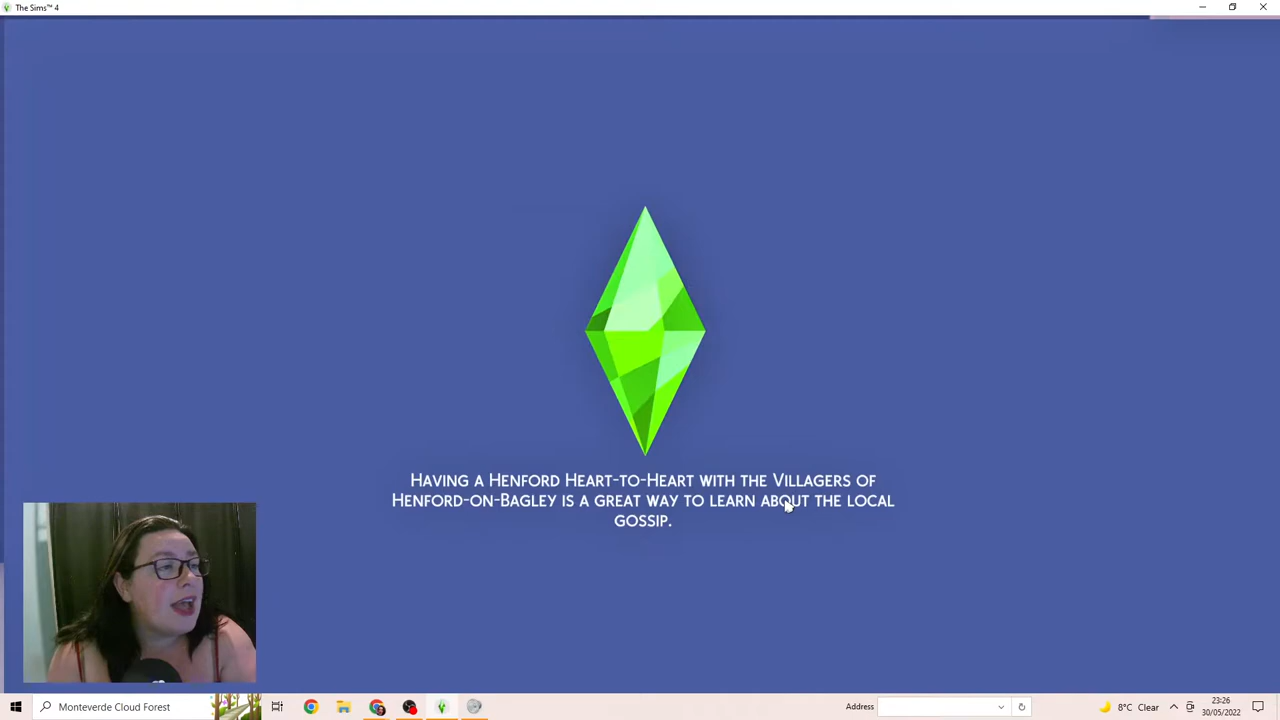 The Sims™ 4
Having a Henford Heart-to-Heart with the Villagers of
Henford-on-Bagley is a great way to learn about the local
gossip.
Monteverde Cloud Forest
Address
8°C Clear
23:26
30/05/2022